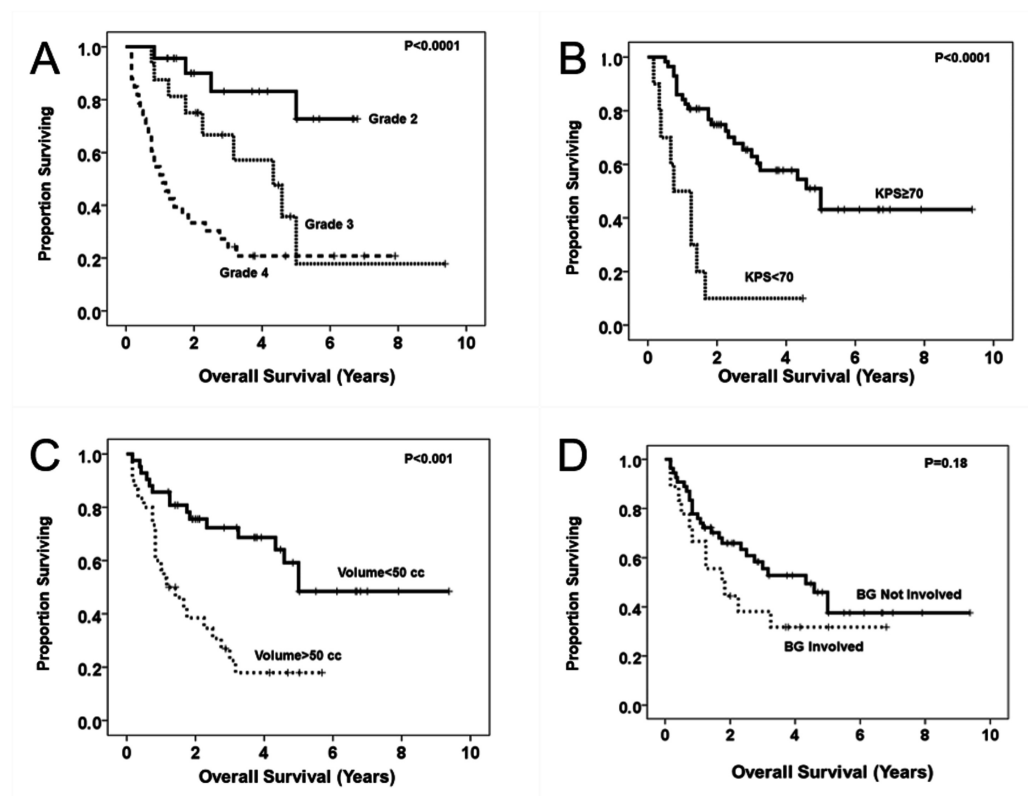 A
P<0.0001
Proportion Surviving
1.0
0.8
0.6
0.4
0.2
0.0
Grade 2
Grade 3
Grade 4
0 2 4 6 8 10
Overall Survival (Years)
B
P<0.0001
Proportion Surviving
1.0
0.8
0.6
0.4
0.2
0.0
KPS≥70
KPS<70
0 2 4 6 8 10
Overall Survival (Years)
C
P<0.001
Proportion Surviving
1.0
0.8
0.6
0.4
0.2
0.0
Volume<50 cc
Volume>50 cc
0 2 4 6 8 10
Overall Survival (Years)
D
P=0.18
Proportion Surviving
1.0
0.8
0.6
0.4
0.2
0.0
BG Not Involved
BG Involved
0 2 4 6 8 10
Overall Survival (Years)